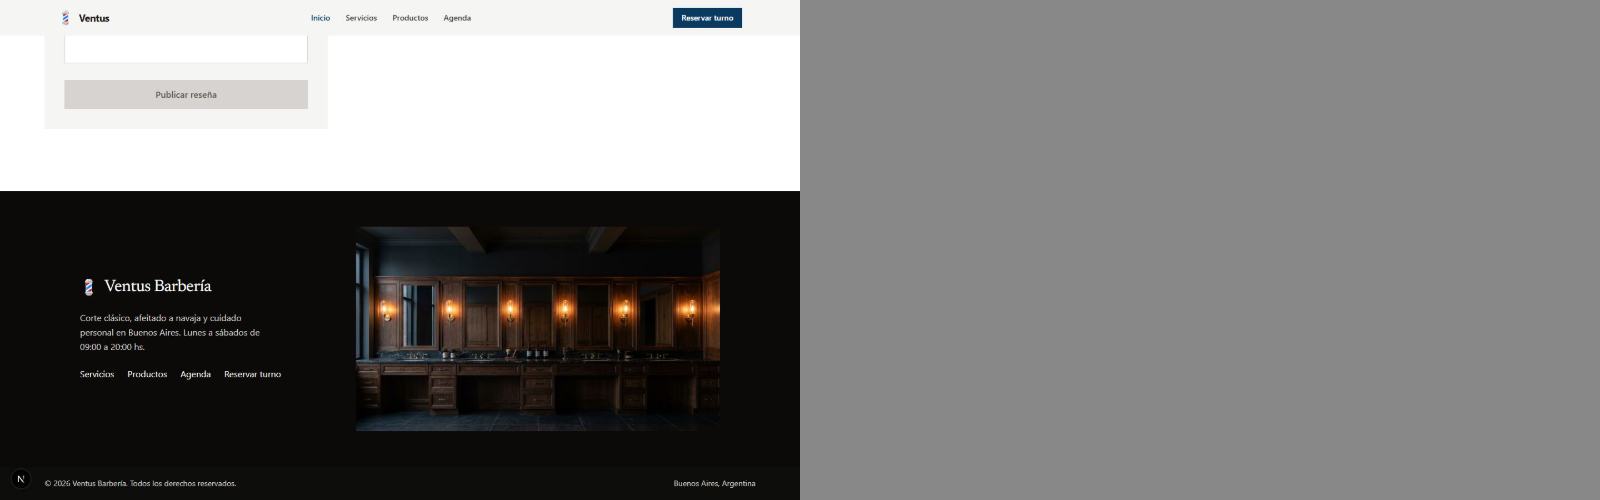 Ventus
Inicio
Servicios
Productos
Agenda
Reservar turno
Publicar reseña
Ventus Barbería
Corte clásico, afeitado a navaja y cuidado
personal en Buenos Aires. Lunes a sábados de
09:00 a 20:00 hs.
Servicios
Productos
Agenda
Reservar turno
N
© 2026 Ventus Barbería. Todos los derechos reservados.
Buenos Aires, Argentina